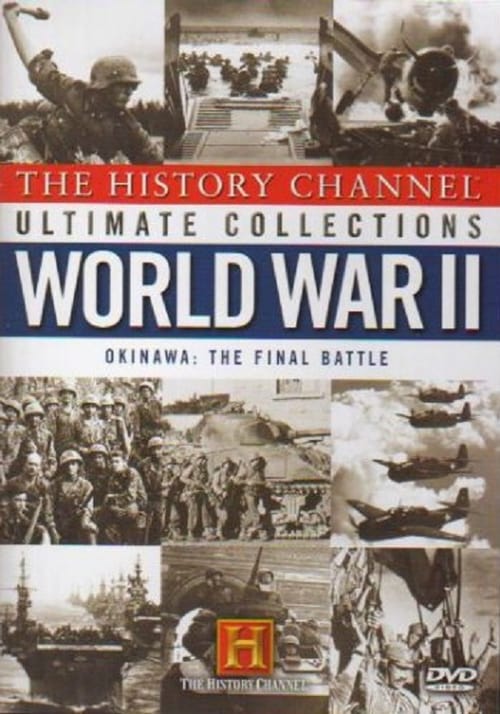 THE HISTORY CHANNEL
ULTIMATE COLLECTIONS
WORLD WAR II
OKINAWA: THE FINAL BATTLE
H
THE HISTORY CHANNEL
DVD
VIDEO